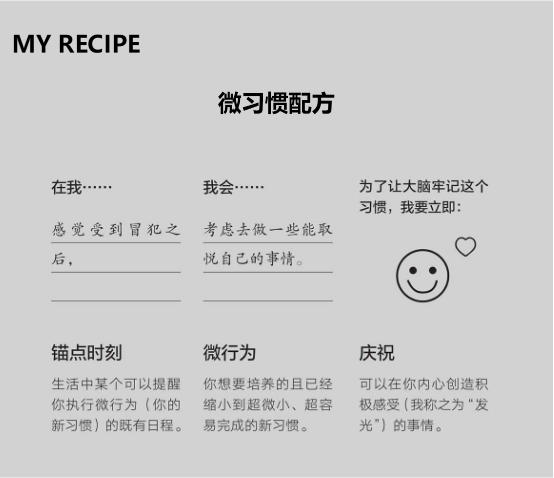 MY RECIPE
微习惯配方
在我……
感觉受到冒犯之
后，
我会……
考虑去做一些能取
悦自己的事情。
为了让大脑牢记这个
习惯，我要立即：
锚点时刻
生活中某个可以提醒
你执行微行为（你的
新习惯）的既有日程。
微行为
你想要培养的且已经
缩小到超微小、超容
易完成的新习惯。
庆祝
可以在你内心创造积
极感受（我称之为“发
光”）的事情。